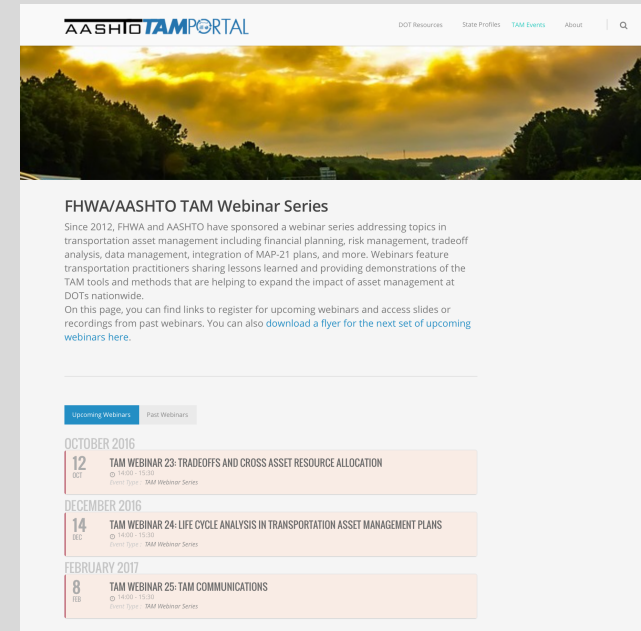 AASHTO TAM PORTAL
DOT Resources State Profiles TAM Events About
FHWA/AASHTO TAM Webinar Series
Since 2012, FHWA and AASHTO have sponsored a webinar series addressing topics in
transportation asset management including financial planning, risk management, tradeoff
analysis, data management, integration of MAP-21 plans, and more. Webinars feature
transportation practitioners sharing lessons learned and providing demonstrations of the
TAM tools and methods that are helping to expand the impact of asset management at
DOTs nationwide.
On this page, you can find links to register for upcoming webinars and access slides or
recordings from past webinars. You can also download a flyer for the next set of upcoming
webinars here.
Upcoming Webinars Past Webinars
OCTOBER 2016
12 OCT
TAM WEBINAR 23: TRADEOFFS AND CROSS ASSET RESOURCE ALLOCATION
14:00 - 15:30
Event Type : TAM Webinar Series
DECEMBER 2016
14 DEC
TAM WEBINAR 24: LIFE CYCLE ANALYSIS IN TRANSPORTATION ASSET MANAGEMENT PLANS
14:00 - 15:30
Event Type : TAM Webinar Series
FEBRUARY 2017
8 FEB
TAM WEBINAR 25: TAM COMMUNICATIONS
14:00 - 15:30
Event Type : TAM Webinar Series